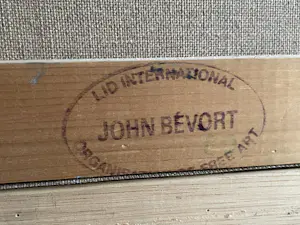 LID INTERNATIONAL
JOHN BÉVORT
FREE ART